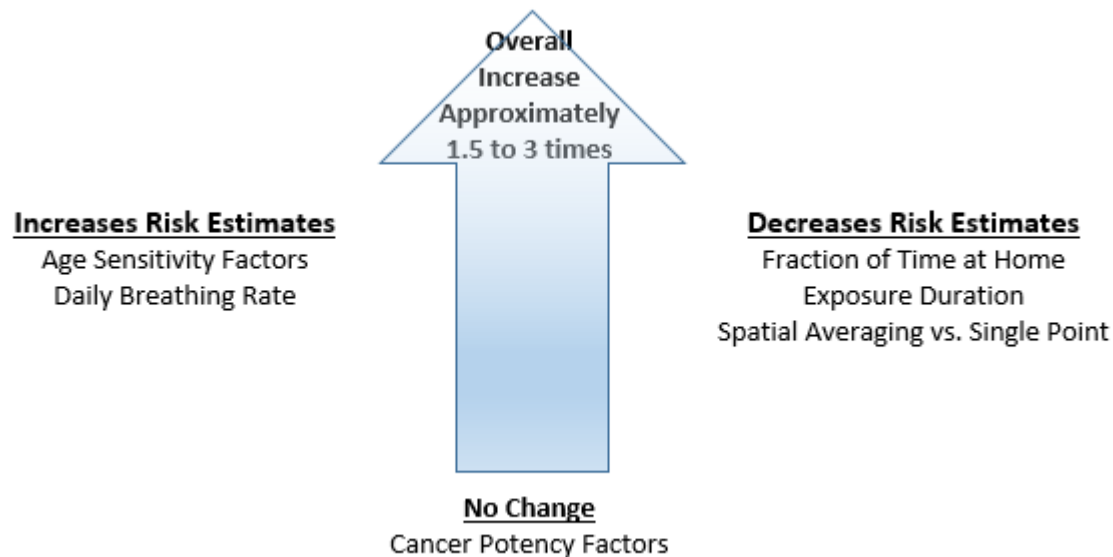 Overall
Increase
Approximately
1.5 to 3 times
Increases Risk Estimates
Age Sensitivity Factors
Daily Breathing Rate
Decreases Risk Estimates
Fraction of Time at Home
Exposure Duration
Spatial Averaging vs. Single Point
No Change
Cancer Potency Factors